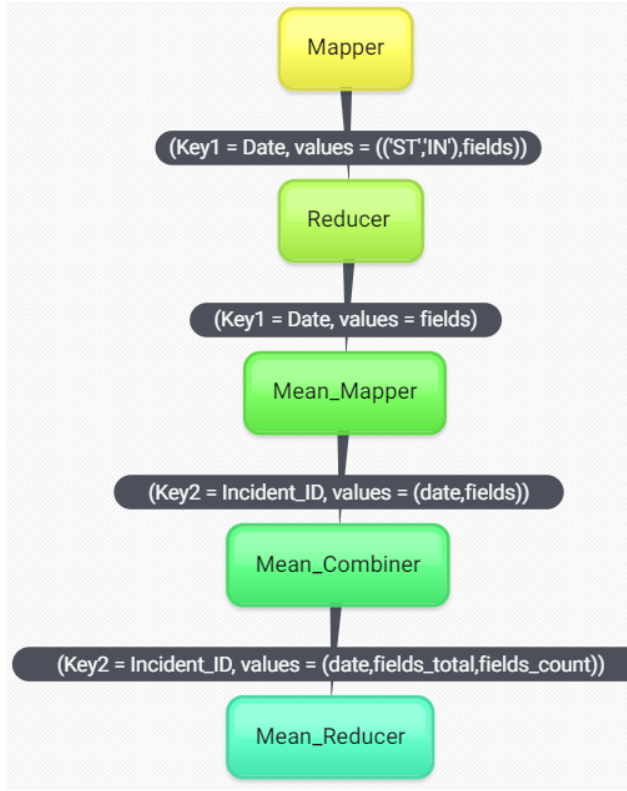 Mapper
(Key1 = Date, values = (('ST','IN'),fields))
Reducer
(Key1 = Date, values = fields)
Mean_Mapper
(Key2 = Incident_ID, values = (date,fields))
Mean_Combiner
(Key2 = Incident_ID, values = (date,fields_total,fields_count))
Mean_Reducer